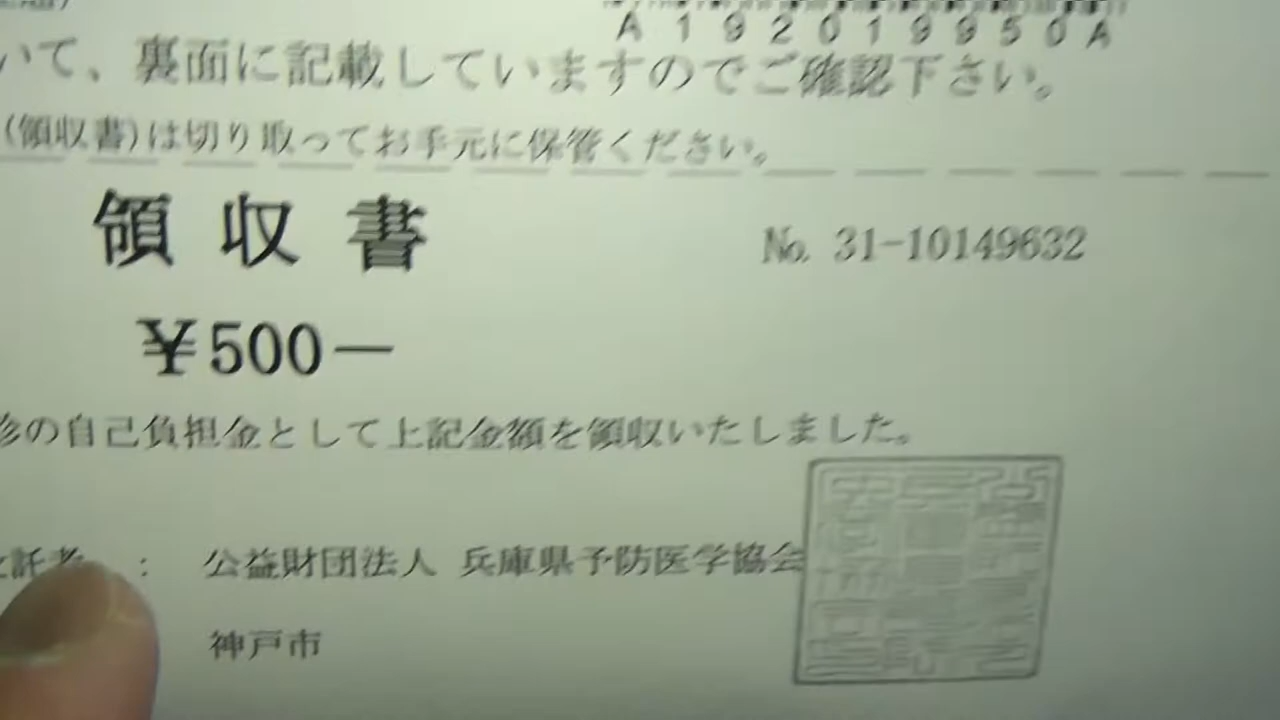 A192019950A
いて、裏面に記載していますのでご確認下さい。
(領収書)は切り取ってお手元に保管ください。
領収書
No. 31-10149632
¥500−
診の自己負担金として上記金額を領収いたしました。
託者 : 公益財団法人 兵庫県予防医学協会
神戸市